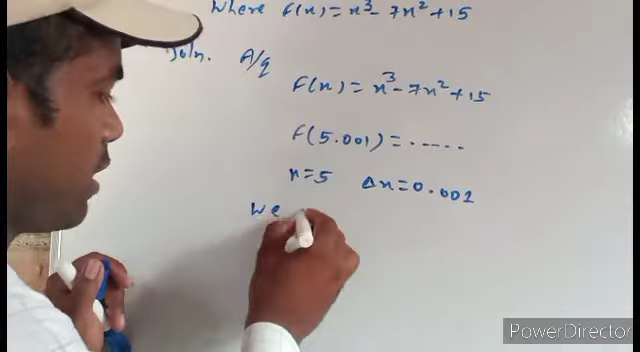 Where f(x) = x³ - 7x² + 15
Soln. A/q
f(x) = x³ - 7x² + 15
f(5.001) = .....
x = 5 Δx = 0.001
We
PowerDirector